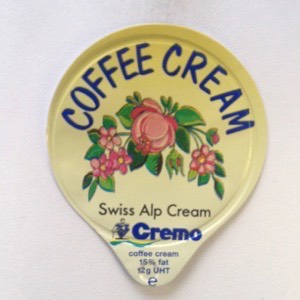 COFFEE CREAM
Swiss Alp Cream
Cremo
coffee cream
15% fat
12g UHT
e